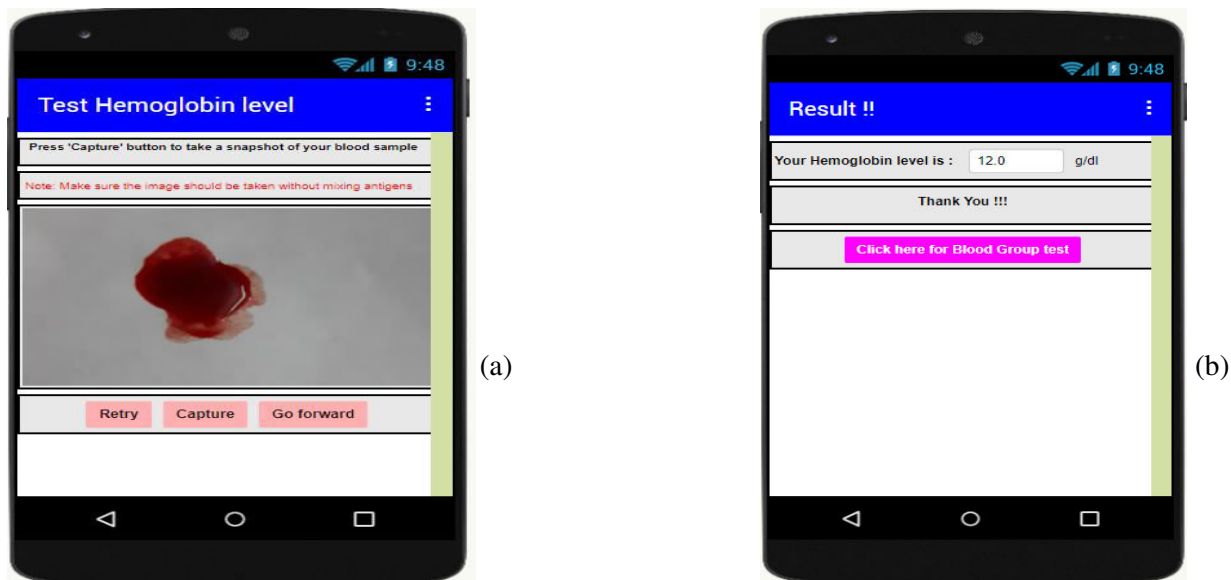 9:48
Test Hemoglobin level
Press 'Capture' button to take a snapshot of your blood sample
Note: Make sure the image should be taken without mixing antigens
Retry Capture Go forward
(a)
9:48
Result !!
Your Hemoglobin level is : 12.0 g/dl
Thank You !!!
Click here for Blood Group test
(b)